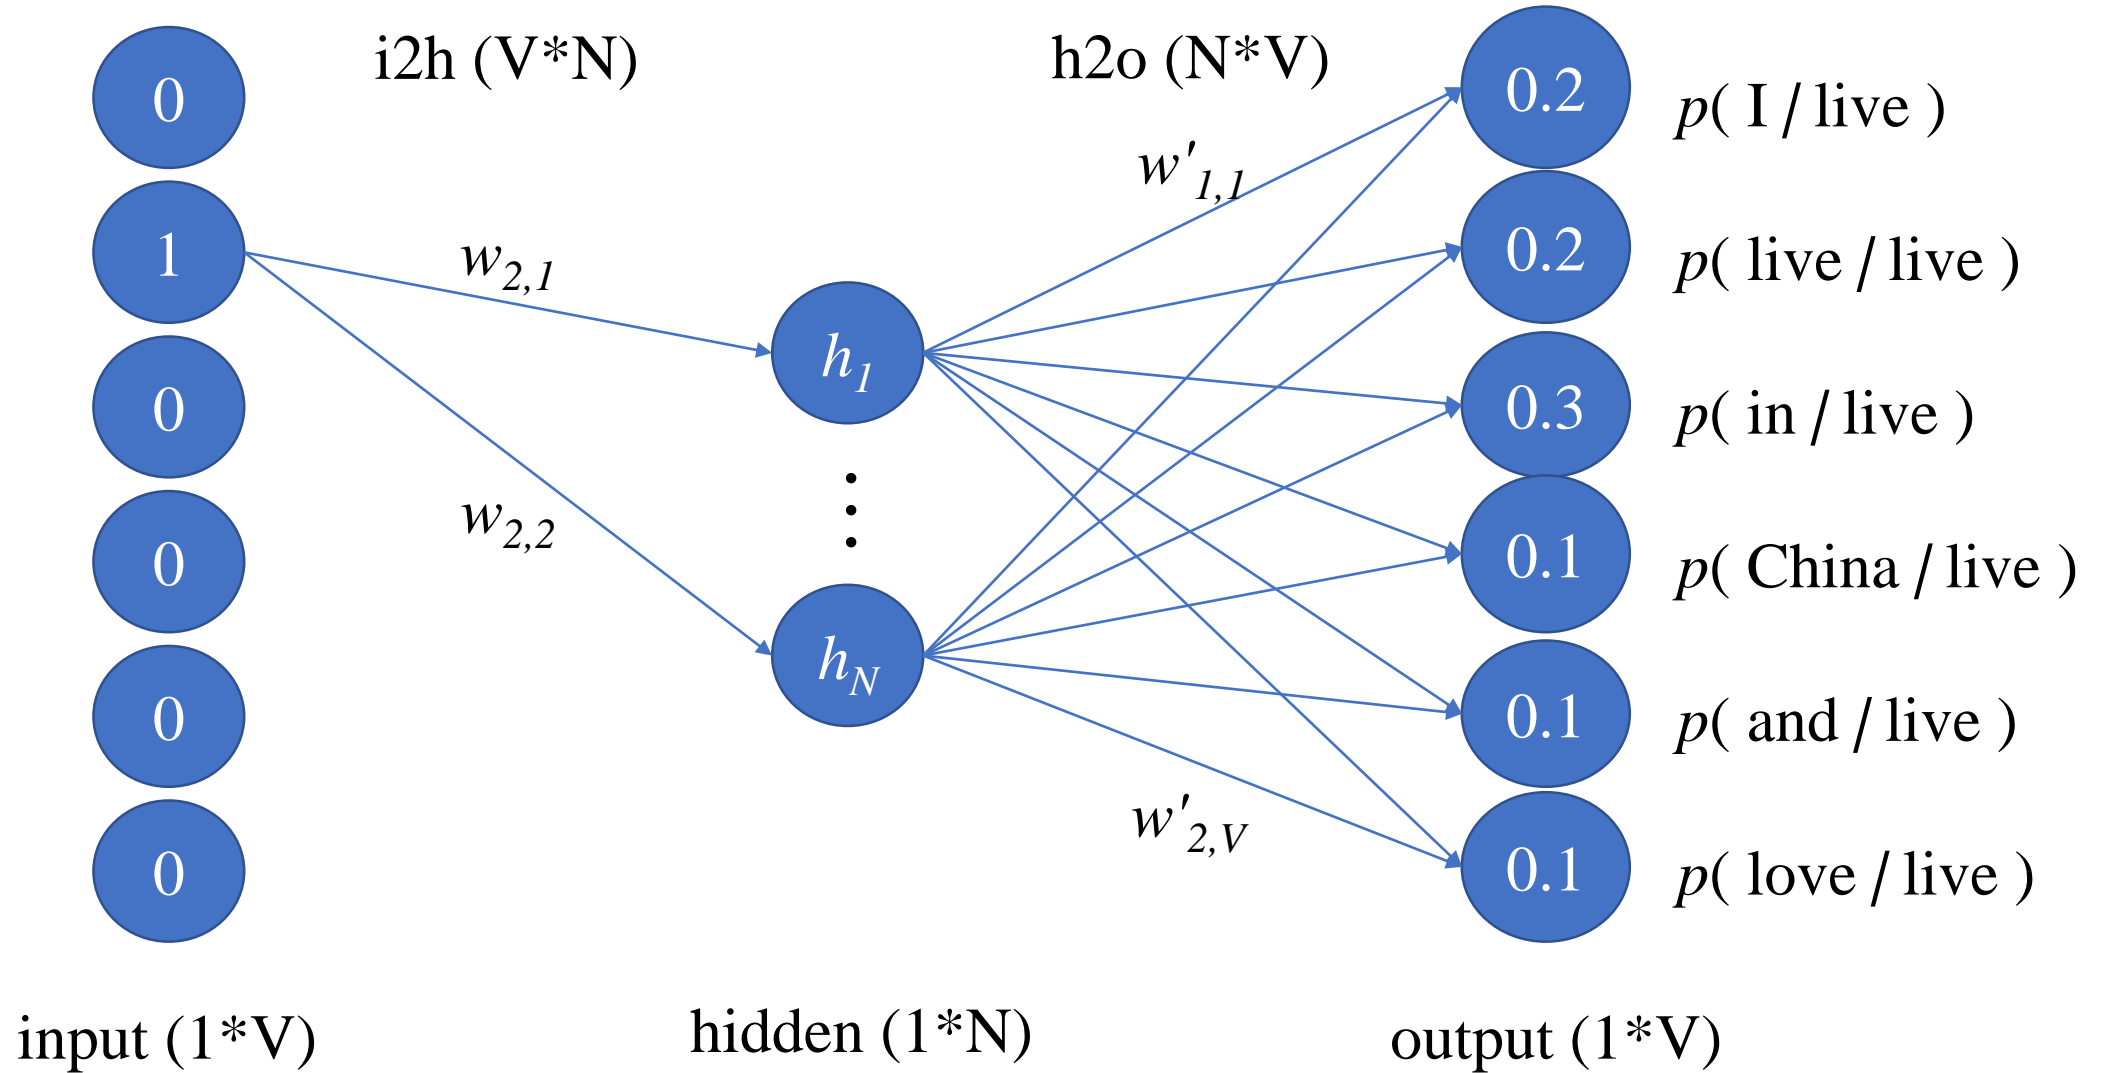 i2h (V*N)
h2o (N*V)
0
1
0
0
0
0
w2,1
w2,2
h1
hN
w'1,1
w'2,V
0.2
p( I / live )
0.2
p( live / live )
0.3
p( in / live )
0.1
p( China / live )
0.1
p( and / live )
0.1
p( love / live )
input (1*V)
hidden (1*N)
output (1*V)